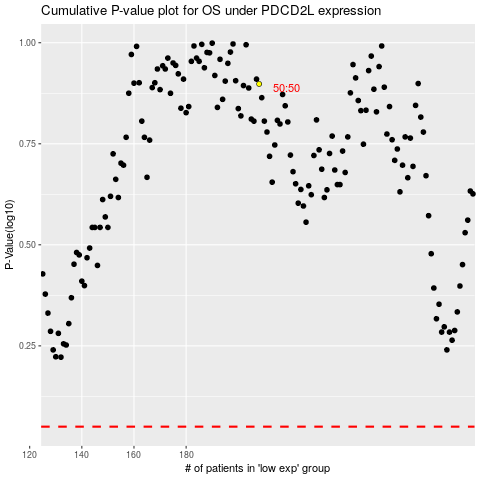 Cumulative P-value plot for OS under PDCD2L expression
P-Value(log10)
1.00
0.75
0.50
0.25
50:50
120 140 160 180
# of patients in 'low exp' group